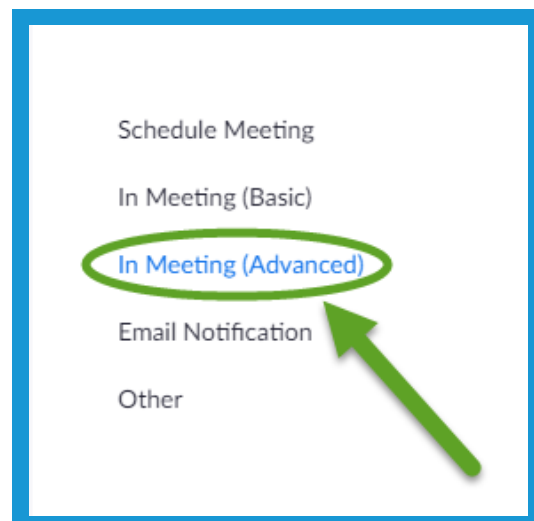 Schedule Meeting
In Meeting (Basic)
In Meeting (Advanced)
Email Notification
Other